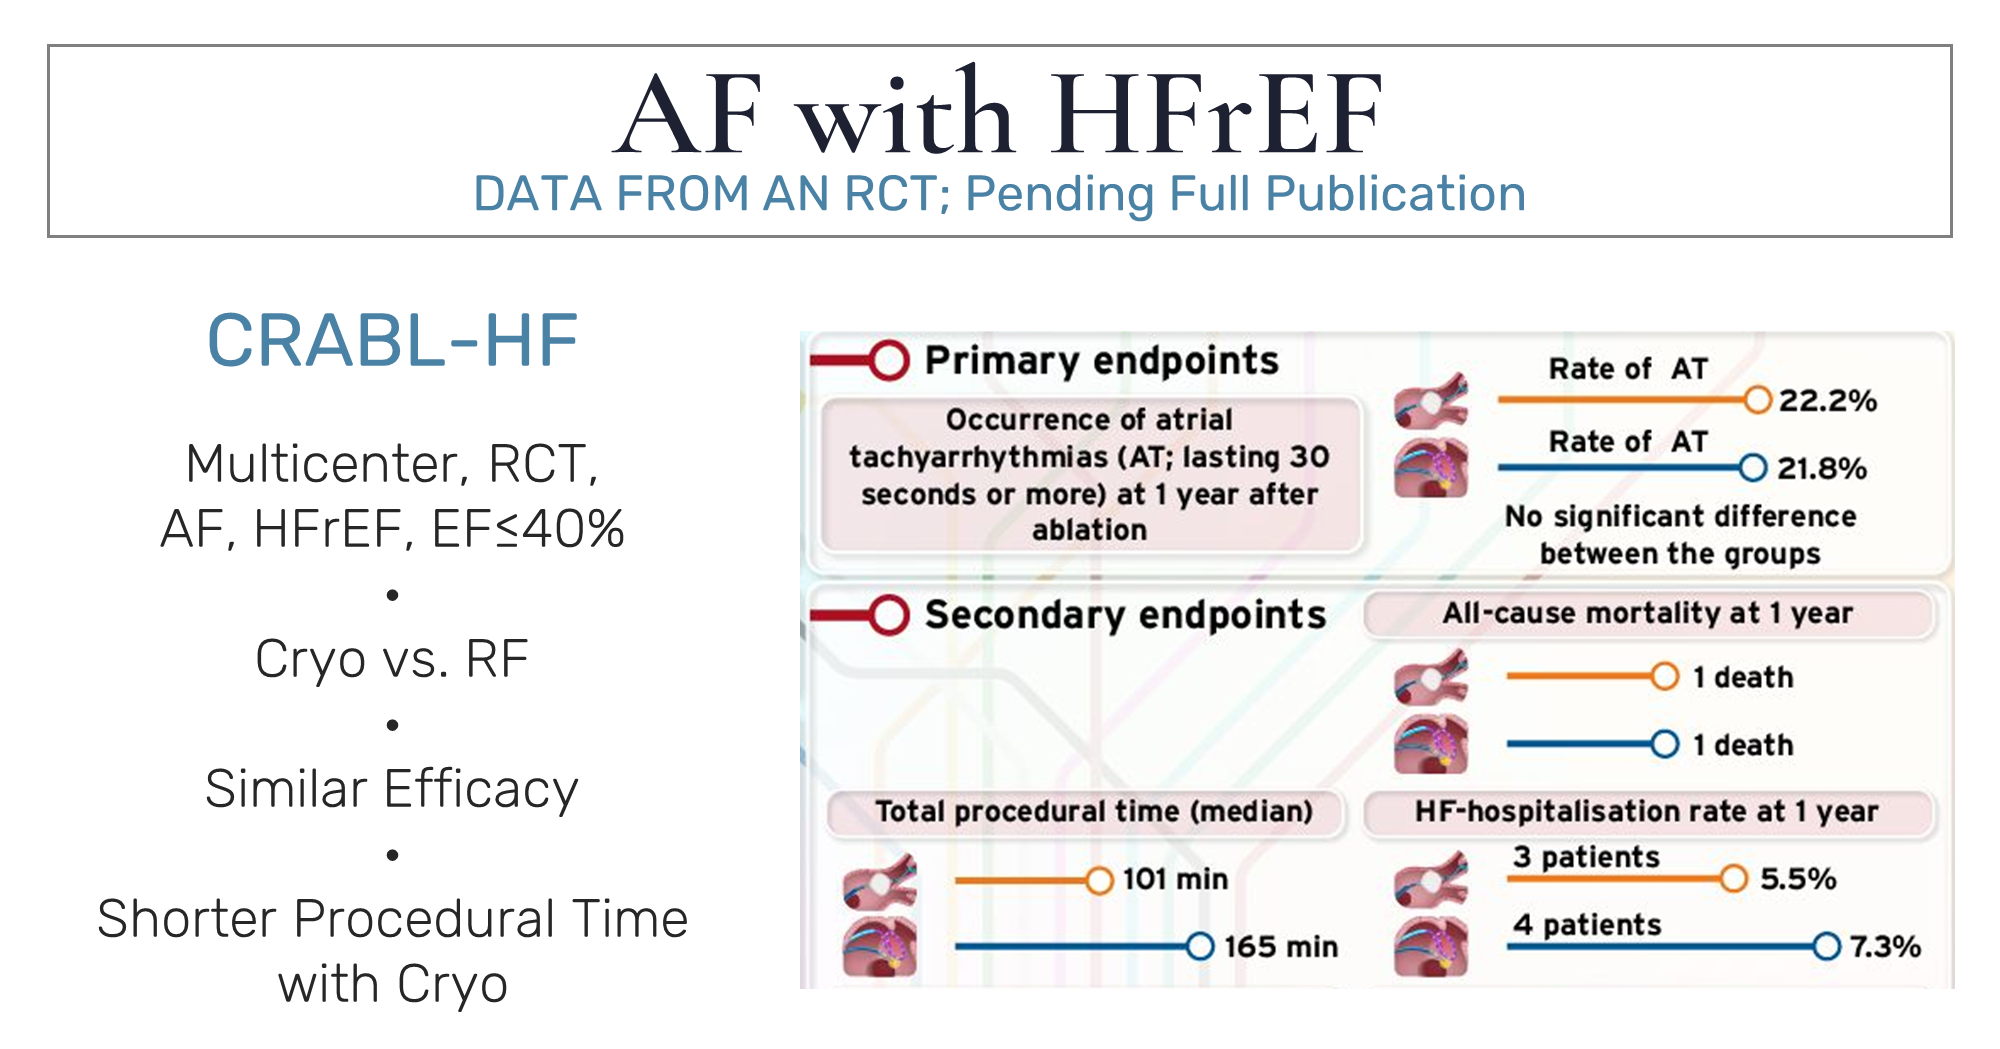 AF with HFrEF
DATA FROM AN RCT; Pending Full Publication
CRABL-HF
Multicenter, RCT,
AF, HFrEF, EF≤40%
•
Cryo vs. RF
•
Similar Efficacy
•
Shorter Procedural Time
with Cryo
Primary endpoints
Occurrence of atrial
tachyarrhythmias (AT; lasting 30
seconds or more) at 1 year after
ablation
Rate of AT
22.2%
Rate of AT
21.8%
No significant difference
between the groups
Secondary endpoints
All-cause mortality at 1 year
1 death
1 death
Total procedural time (median)
101 min
165 min
HF-hospitalisation rate at 1 year
3 patients
5.5%
4 patients
7.3%